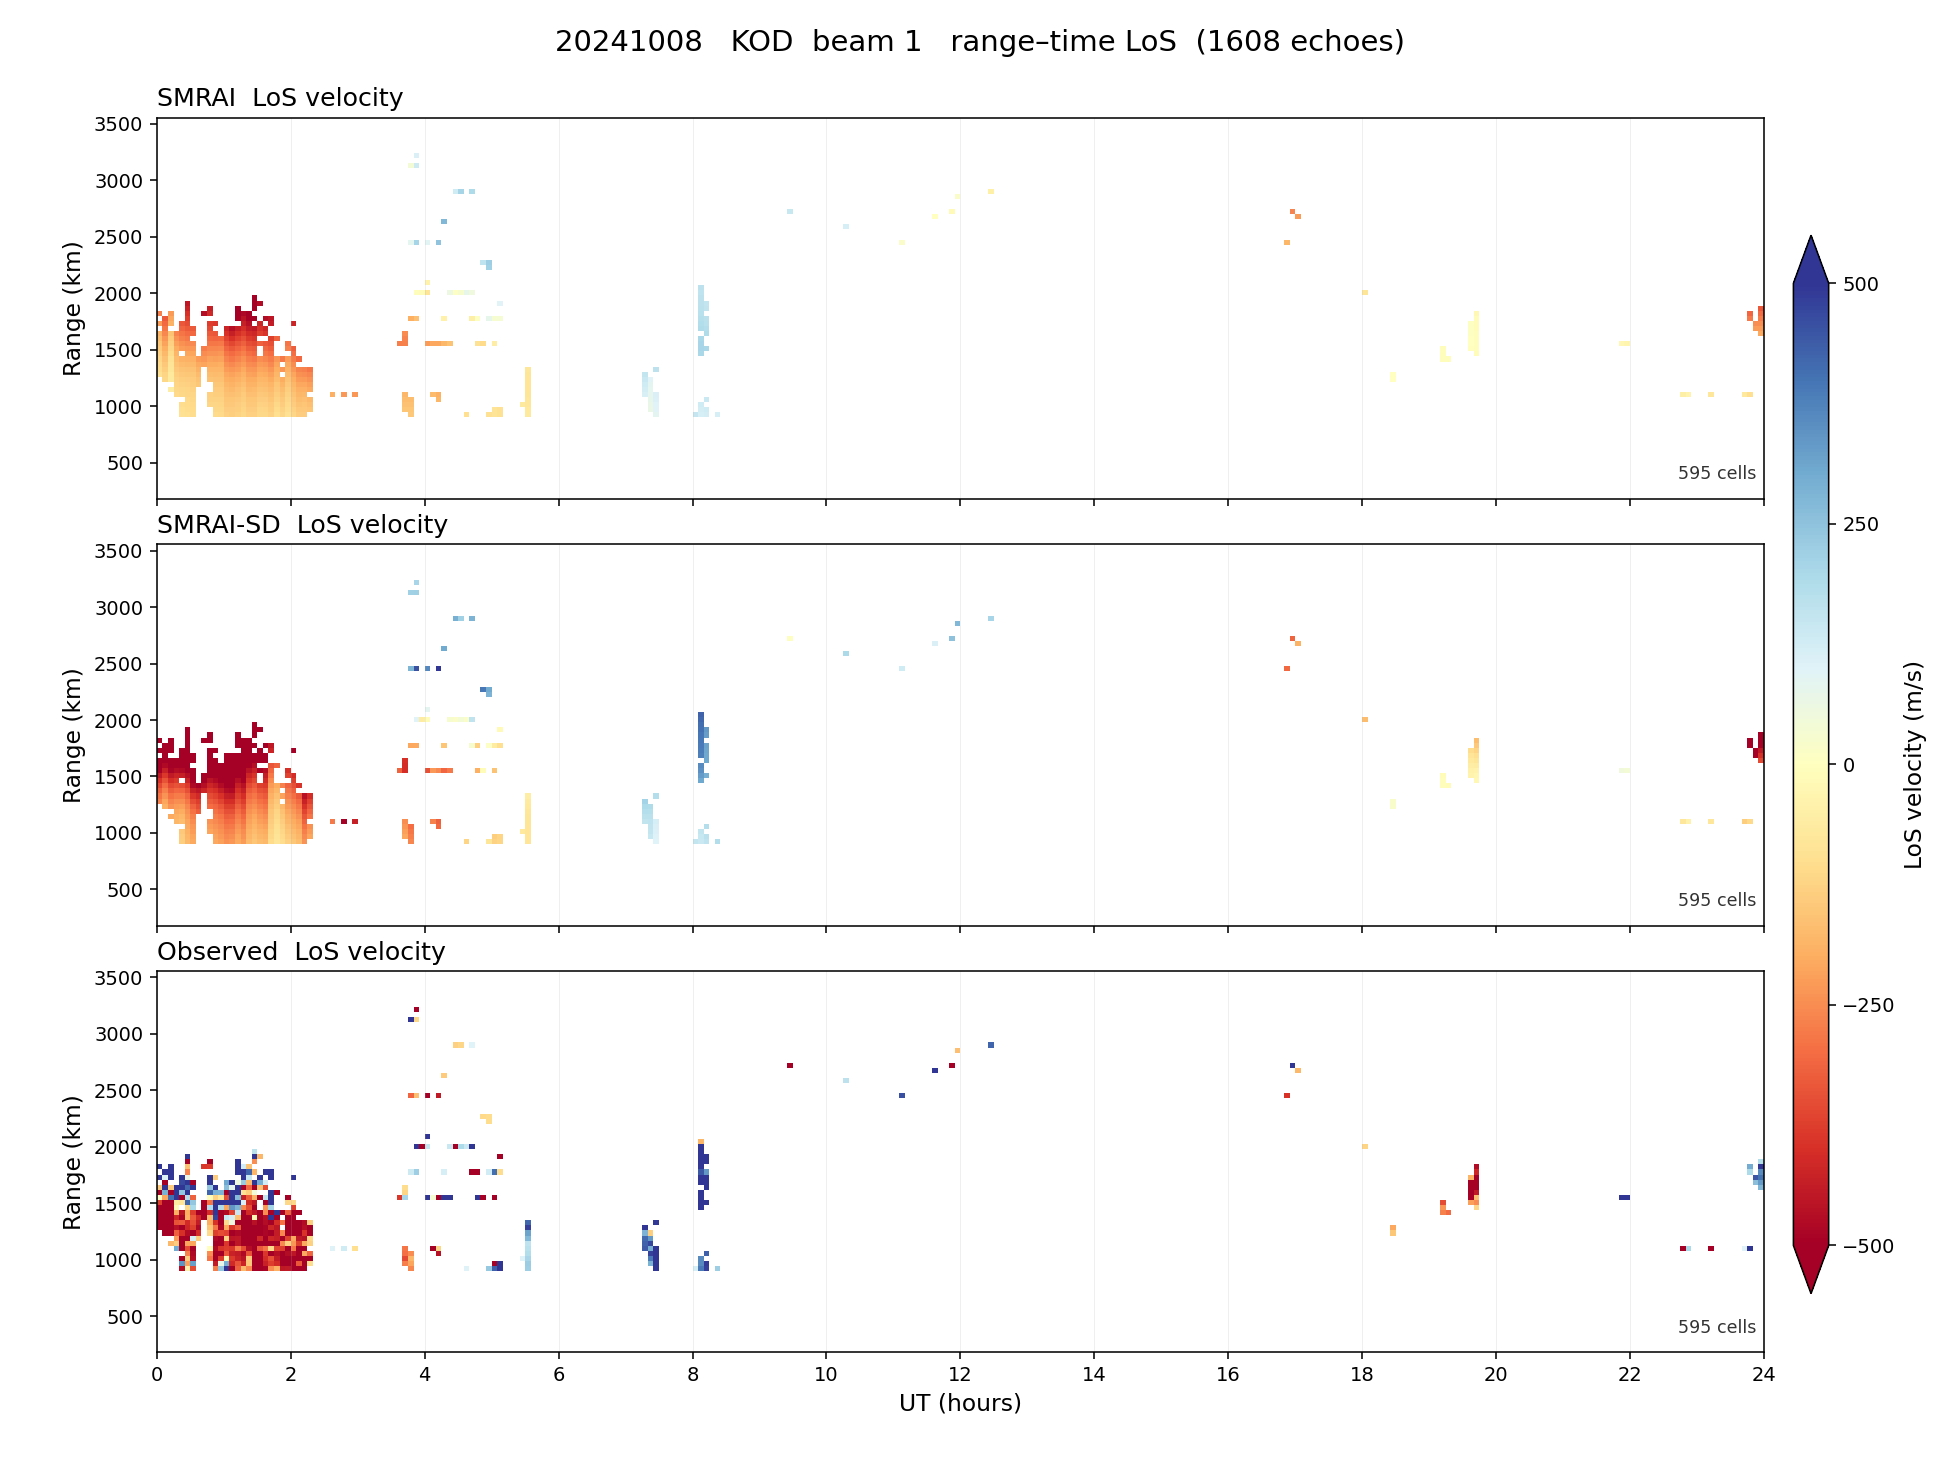 20241008   KOD  beam 1   range–time LoS  (1608 echoes)
SMRAI  LoS velocity
3500
3000
2500
2000
1500
1000
500
Range (km)
595 cells
SMRAI-SD  LoS velocity
3500
3000
2500
2000
1500
1000
500
Range (km)
595 cells
Observed  LoS velocity
3500
3000
2500
2000
1500
1000
500
Range (km)
595 cells
0 2 4 6 8 10 12 14 16 18 20 22 24
UT (hours)
500
250
0
−250
−500
LoS velocity (m/s)